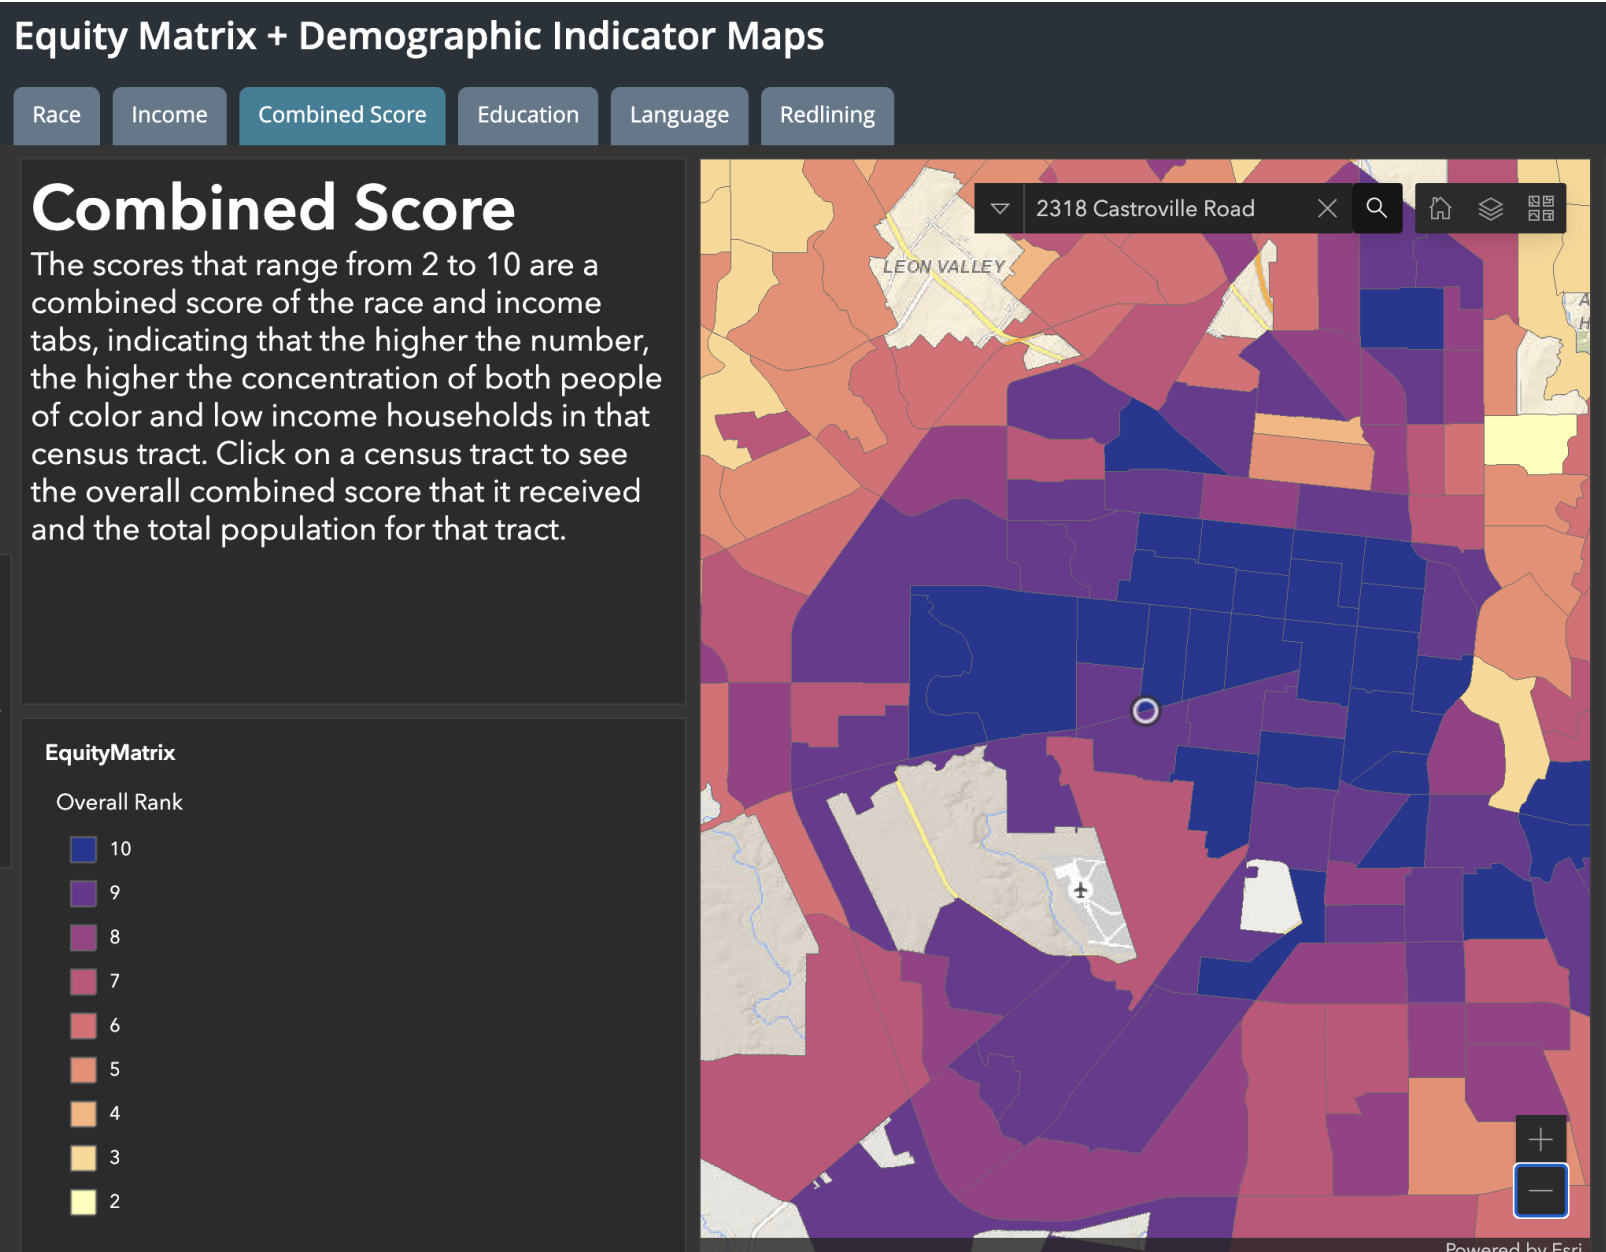 Equity Matrix + Demographic Indicator Maps
Race
Income
Combined Score
Education
Language
Redlining
Combined Score
The scores that range from 2 to 10 are a
combined score of the race and income
tabs, indicating that the higher the number,
the higher the concentration of both people
of color and low income households in that
census tract. Click on a census tract to see
the overall combined score that it received
and the total population for that tract.
EquityMatrix
Overall Rank
10
9
8
7
6
5
4
3
2
2318 Castroville Road
LEON VALLEY
A
H
Powered by Esri